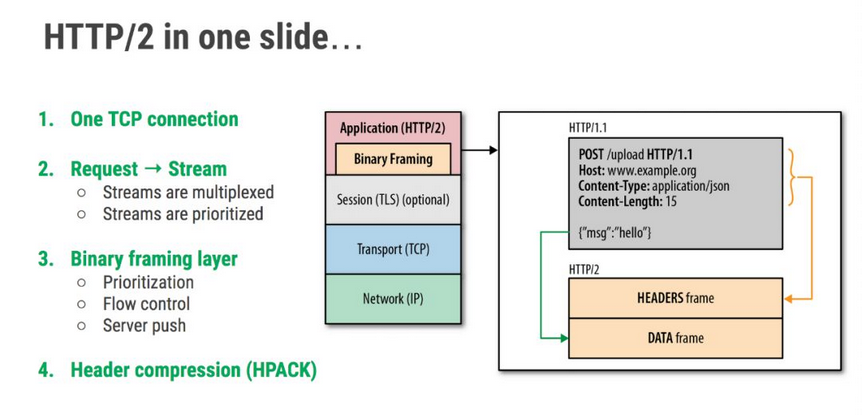 HTTP/2 in one slide...
1. One TCP connection
2. Request → Stream
○ Streams are multiplexed
○ Streams are prioritized
3. Binary framing layer
○ Prioritization
○ Flow control
○ Server push
4. Header compression (HPACK)
Application (HTTP/2)
Binary Framing
Session (TLS) (optional)
Transport (TCP)
Network (IP)
HTTP/1.1
POST /upload HTTP/1.1
Host: www.example.org
Content-Type: application/json
Content-Length: 15
{"msg":"hello"}
HTTP/2
HEADERS frame
DATA frame